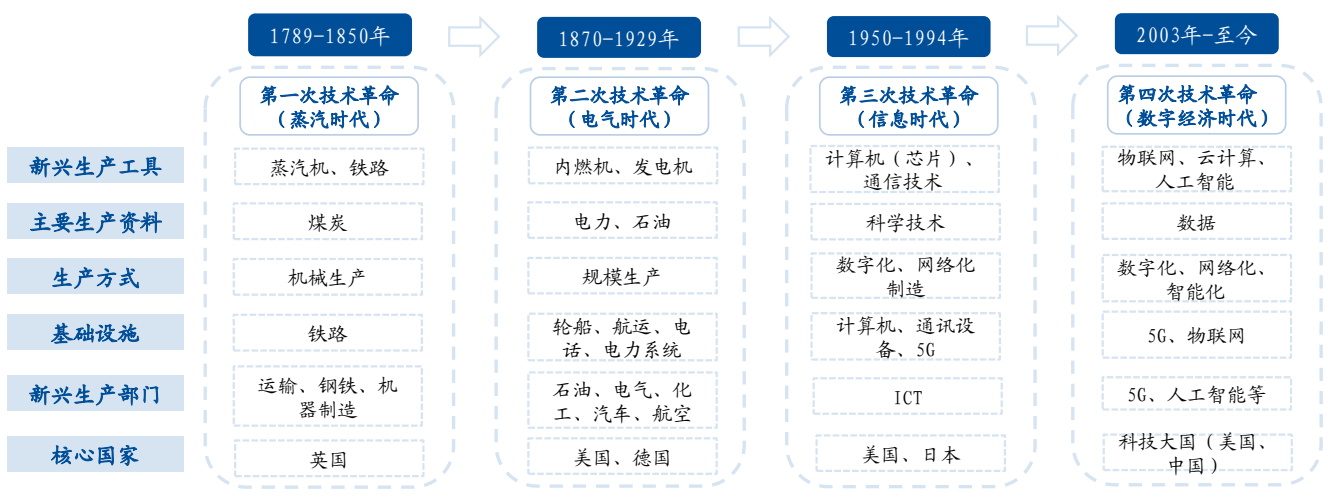 1789-1850年
1870-1929年
1950-1994年
2003年-至今
第一次技术革命
（蒸汽时代）
第二次技术革命
（电气时代）
第三次技术革命
（信息时代）
第四次技术革命
（数字经济时代）
新兴生产工具
蒸汽机、铁路
内燃机、发电机
计算机（芯片）、
通信技术
物联网、云计算、
人工智能
主要生产资料
煤炭
电力、石油
科学技术
数据
生产方式
机械生产
规模生产
数字化、网络化
制造
数字化、网络化、
智能化
基础设施
铁路
轮船、航运、电
话、电力系统
计算机、通讯设
备、5G
5G、物联网
新兴生产部门
运输、钢铁、机
器制造
石油、电气、化
工、汽车、航空
ICT
5G、人工智能等
核心国家
英国
美国、德国
美国、日本
科技大国（美国、
中国）